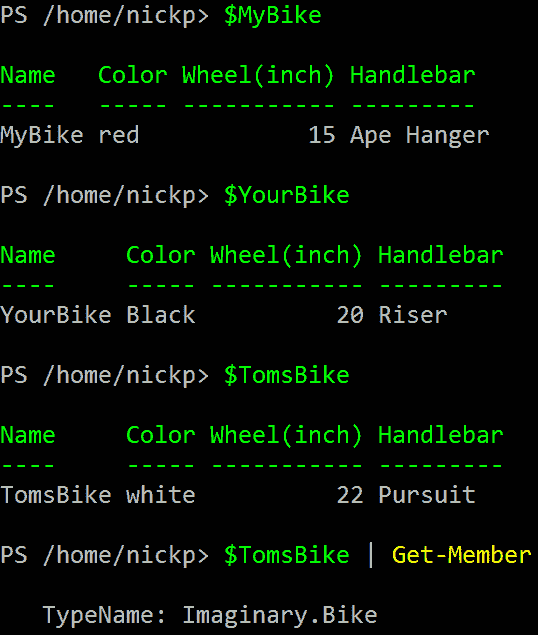 PS /home/nickp> $MyBike
Name   Color Wheel(inch) Handlebar
----   ----- ----------- ---------
MyBike red            15 Ape Hanger
PS /home/nickp> $YourBike
Name     Color Wheel(inch) Handlebar
----     ----- ----------- ---------
YourBike Black          20 Riser
PS /home/nickp> $TomsBike
Name     Color Wheel(inch) Handlebar
----     ----- ----------- ---------
TomsBike white          22 Pursuit
PS /home/nickp> $TomsBike | Get-Member
   TypeName: Imaginary.Bike